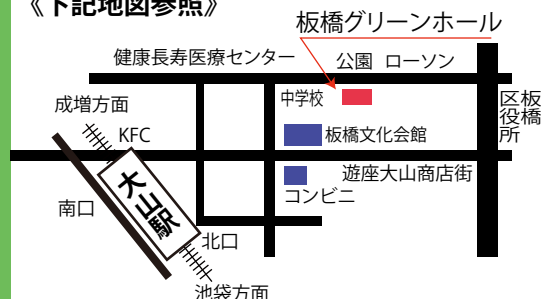 《下記地図参照》
板橋グリーンホール
健康長寿医療センター
公園 ローソン
成増方面
中学校
板橋区役所
KFC
板橋文化会館
大山駅
遊座大山商店街
コンビニ
南口
北口
池袋方面